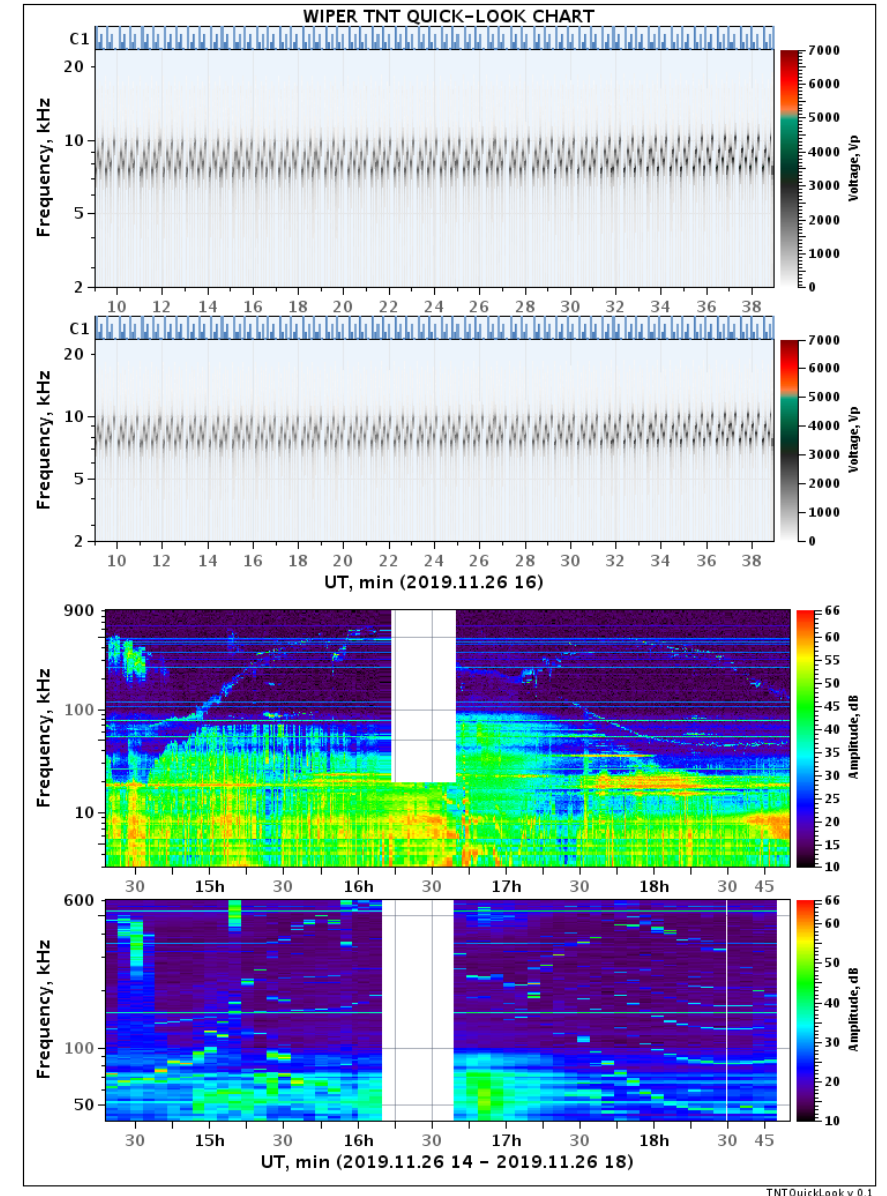 WIPER TNT QUICK-LOOK CHART
C1
20
10
5
2
Frequency, kHz
10 12 14 16 18 20 22 24 26 28 30 32 34 36 38
7000
6000
5000
4000
3000
2000
1000
0
Voltage, Vp
C1
20
10
5
2
Frequency, kHz
10 12 14 16 18 20 22 24 26 28 30 32 34 36 38
UT, min (2019.11.26 16)
7000
6000
5000
4000
3000
2000
1000
0
Voltage, Vp
900
100
10
Frequency, kHz
30 15h 30 16h 30 17h 30 18h 30 45
66
60
55
50
45
40
35
30
25
20
15
10
Amplitude, dB
600
100
50
Frequency, kHz
30 15h 30 16h 30 17h 30 18h 30 45
UT, min (2019.11.26 14 - 2019.11.26 18)
66
60
50
40
30
20
10
Amplitude, dB
TNTQuickLook v 0.1